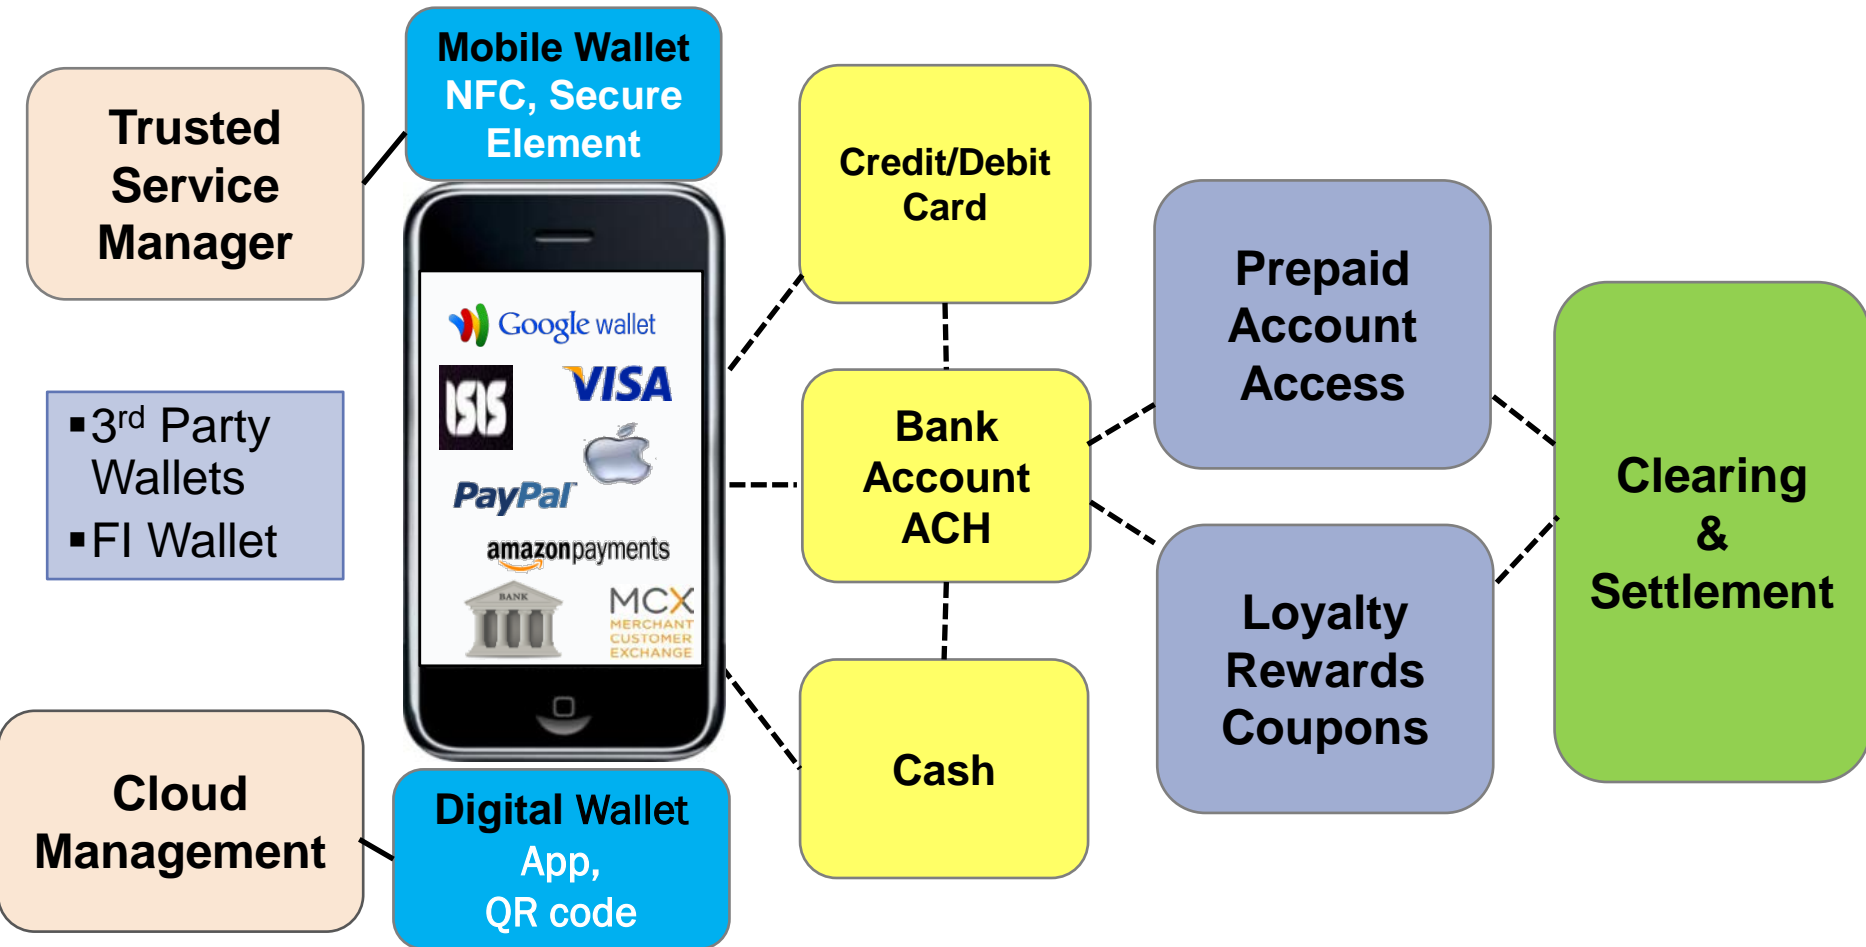 Mobile Wallet
NFC, Secure
Element
Trusted
Service
Manager
▪3rd Party
Wallets
▪FI Wallet
Cloud
Management
Google wallet
ISIS
VISA
PayPal™
amazonpayments
BANK
MCX
MERCHANT
CUSTOMER
EXCHANGE
Digital Wallet
App,
QR code
Credit/Debit
Card
Bank
Account
ACH
Cash
Prepaid
Account
Access
Loyalty
Rewards
Coupons
Clearing
&
Settlement